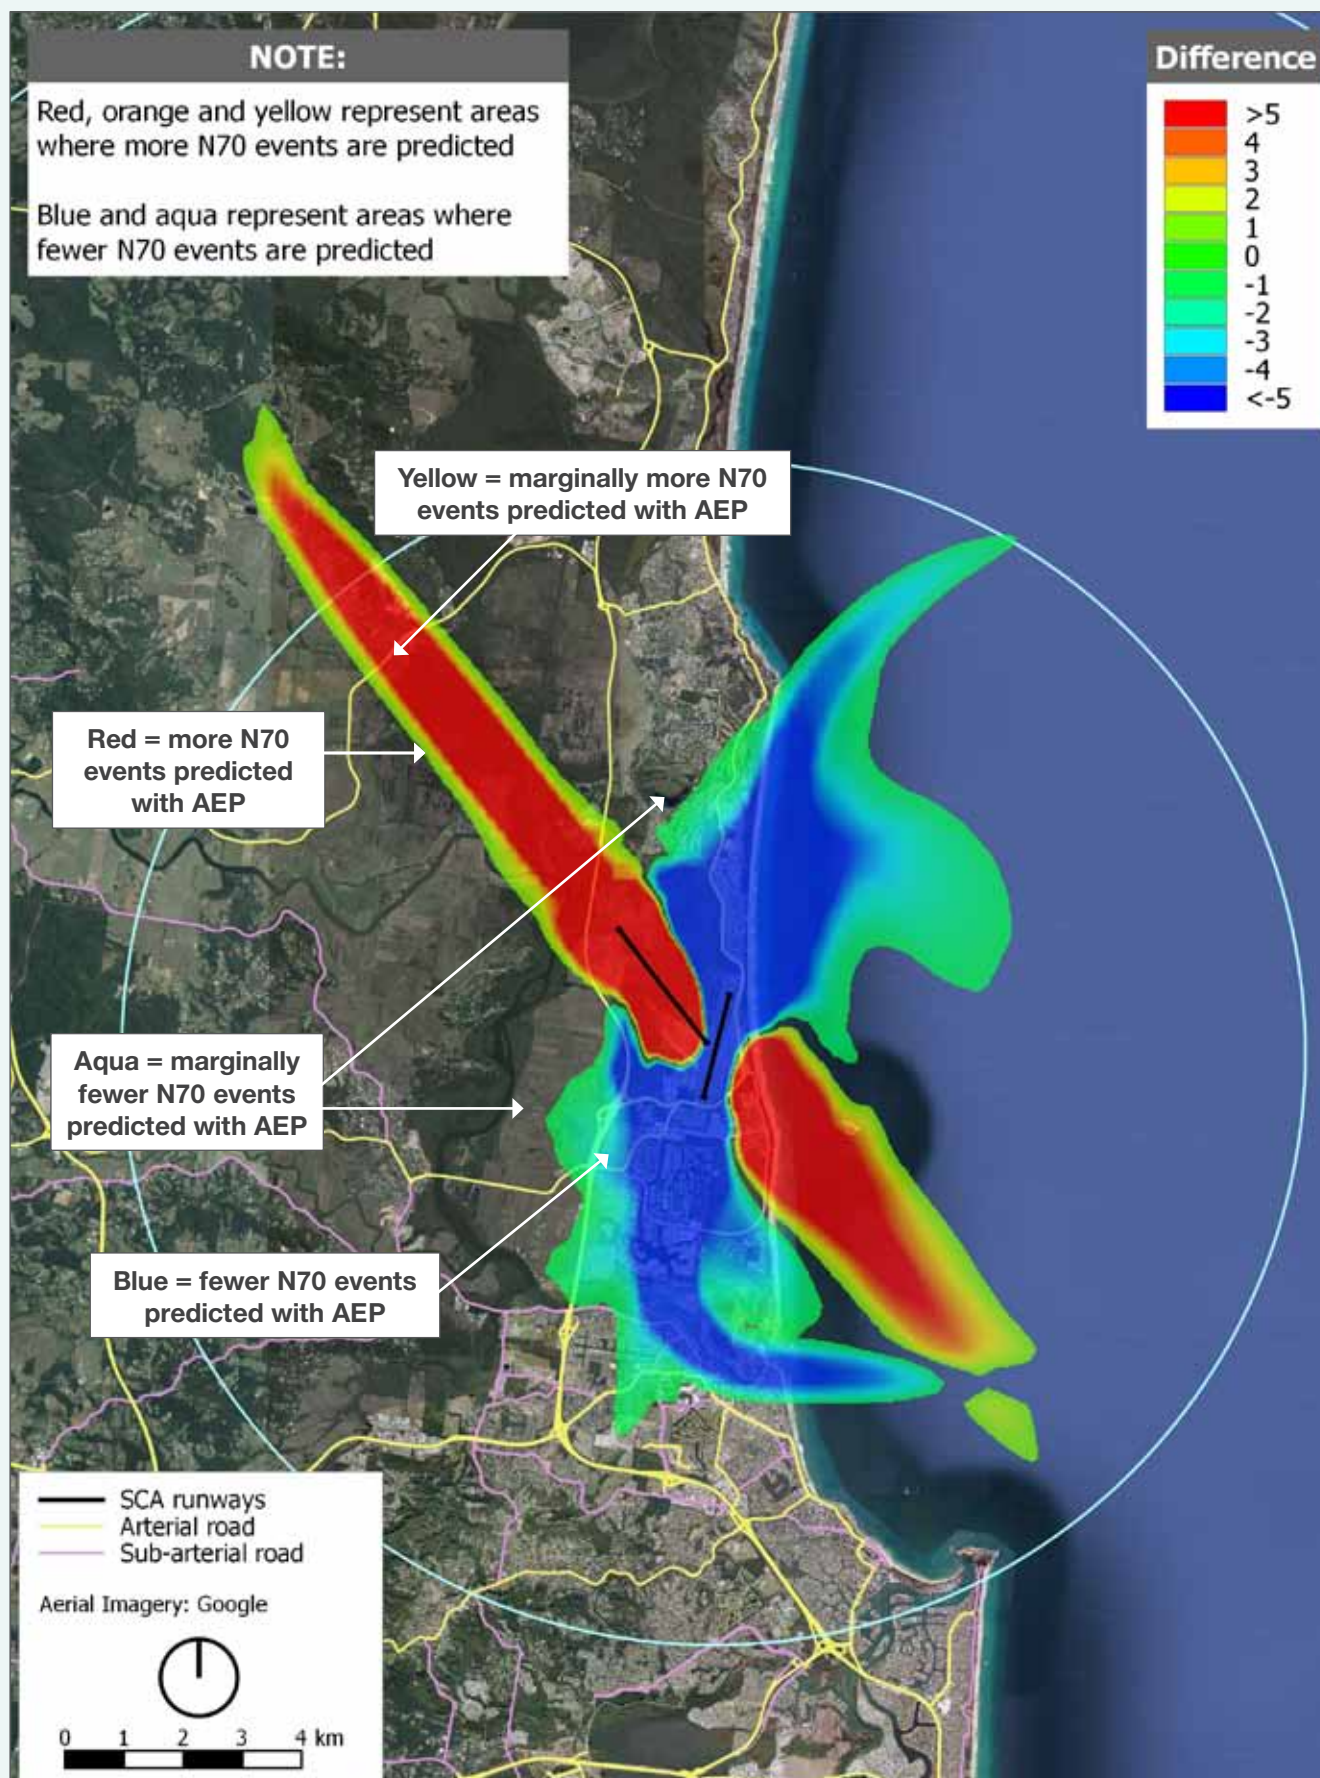 NOTE:
Red, orange and yellow represent areas
where more N70 events are predicted
Blue and aqua represent areas where
fewer N70 events are predicted
Difference
>5
4
3
2
1
0
-1
-2
-3
-4
<-5
Yellow = marginally more N70
events predicted with AEP
Red = more N70
events predicted
with AEP
Aqua = marginally
fewer N70 events
predicted with AEP
Blue = fewer N70 events
predicted with AEP
SCA runways
Arterial road
Sub-arterial road
Aerial Imagery: Google
0 1 2 3 4 km